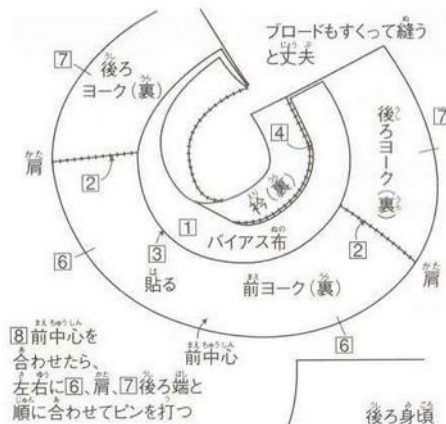 ブロードもすくって縫う
と丈夫
7
後ろ
ヨーク(裏)
肩
2
4
7
後ろヨーク(裏)
衿(裏)
1
バイアス布
3
貼る
2
6
前ヨーク(裏)
肩
前中心
6
8 前中心を
合わせたら、
左右に6、肩、7後ろ端と
順に合わせてピンを打つ
後ろ身頃